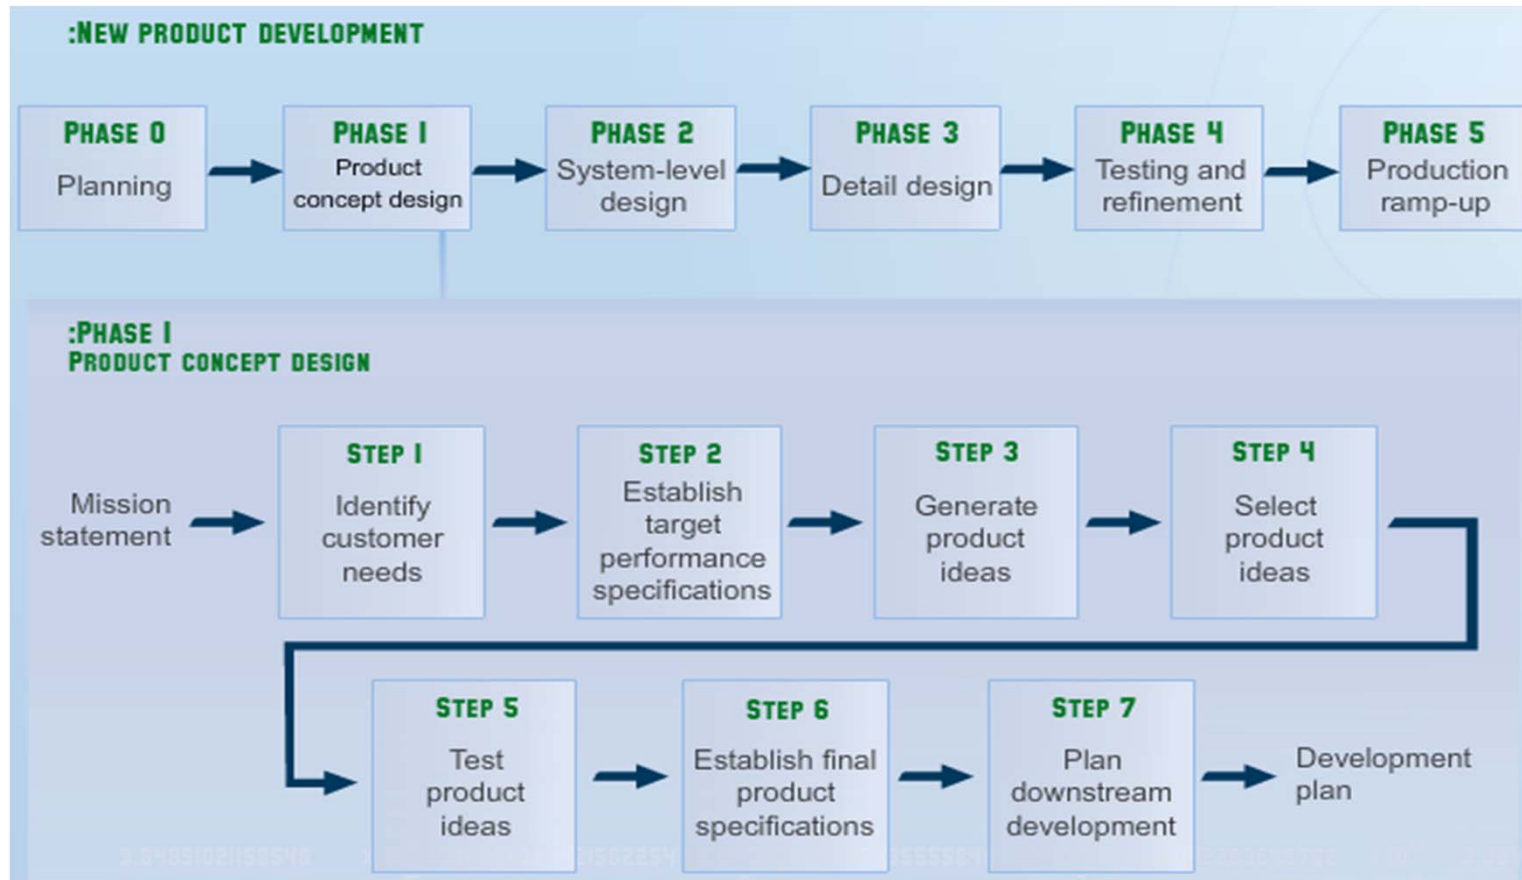 :New product development
Phase 0
Planning
Phase 1
Product
concept design
Phase 2
System-level
design
Phase 3
Detail design
Phase 4
Testing and
refinement
Phase 5
Production
ramp-up
:Phase 1
Product concept design
Mission
statement
Step 1
Identify
customer
needs
Step 2
Establish
target
performance
specifications
Step 3
Generate
product
ideas
Step 4
Select
product
ideas
Step 5
Test
product
ideas
Step 6
Establish final
product
specifications
Step 7
Plan
downstream
development
Development
plan